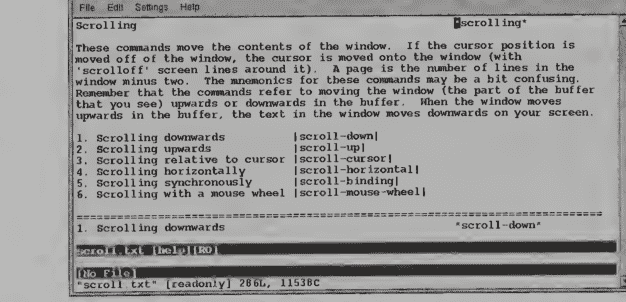 File Edit Settings Help
Scrolling *scrolling*
These commands move the contents of the window. If the cursor position is
moved off of the window, the cursor is moved onto the window (with
'scrolloff' screen lines around it). A page is the number of lines in the
window minus two. The mnemonics for these commands may be a bit confusing.
Remember that the commands refer to moving the window (the part of the buffer
that you see) upwards or downwards in the buffer. When the window moves
upwards in the buffer, the text in the window moves downwards on your screen.
1. Scrolling downwards |scroll-down|
2. Scrolling upwards |scroll-up|
3. Scrolling relative to cursor |scroll-cursor|
4. Scrolling horizontally |scroll-horizontal|
5. Scrolling synchronously |scroll-binding|
6. Scrolling with a mouse wheel |scroll-mouse-wheel|
==============================================================================
1. Scrolling downwards *scroll-down*
scroll.txt [help][RO]
[No File]
"scroll.txt" [readonly] 286L, 11538C